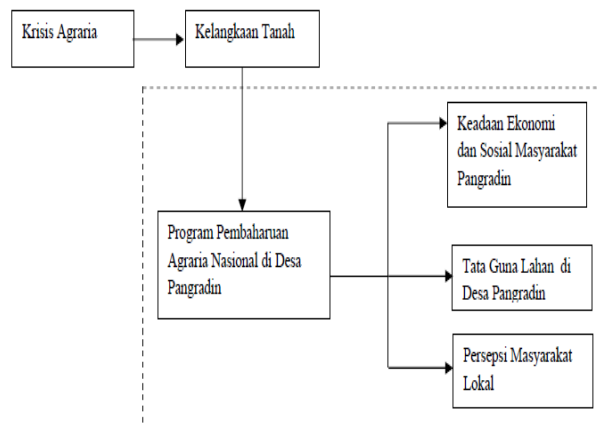 Krisis Agraria
Kelangkaan Tanah
Keadaan Ekonomi
dan Sosial Masyarakat
Pangradin
Program Pembaharuan
Agraria Nasional di Desa
Pangradin
Tata Guna Lahan di
Desa Pangradin
Persepsi Masyarakat
Lokal